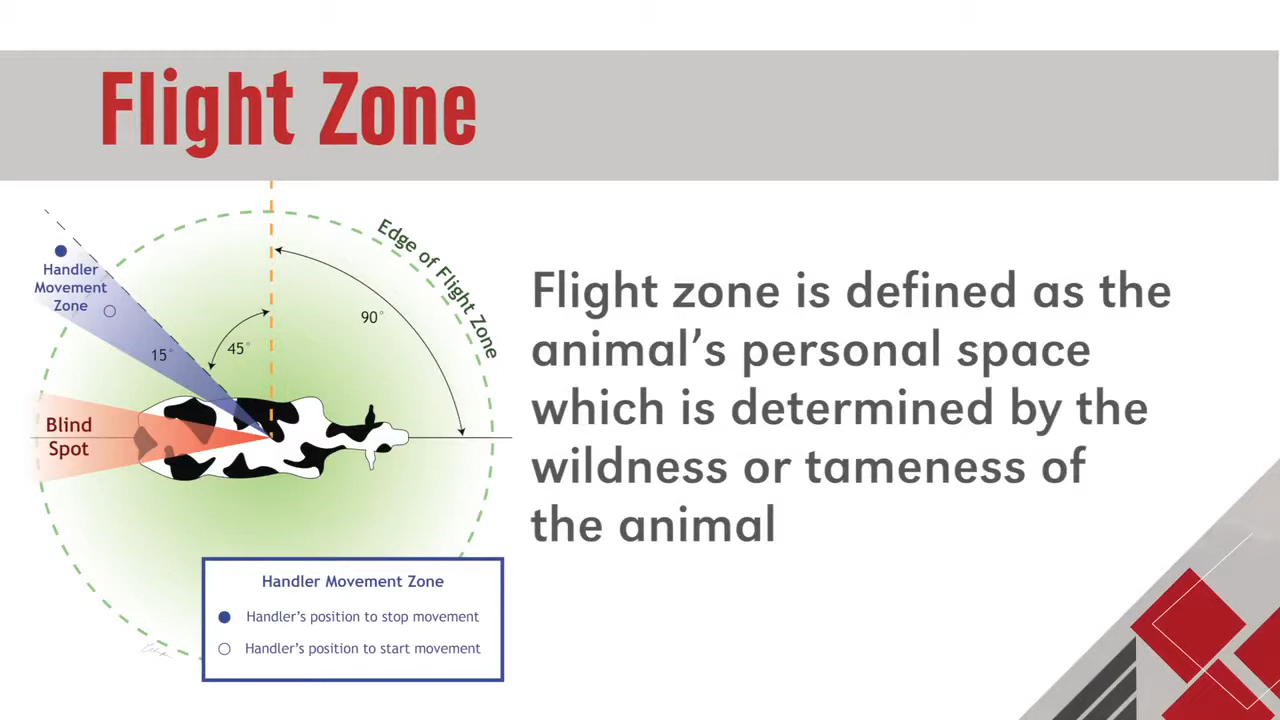 Flight Zone
Edge of Flight Zone
Handler
Movement
Zone
15°
45°
90°
Blind
Spot
Flight zone is defined as the
animal's personal space
which is determined by the
wildness or tameness of
the animal
Handler Movement Zone
Handler's position to stop movement
Handler's position to start movement